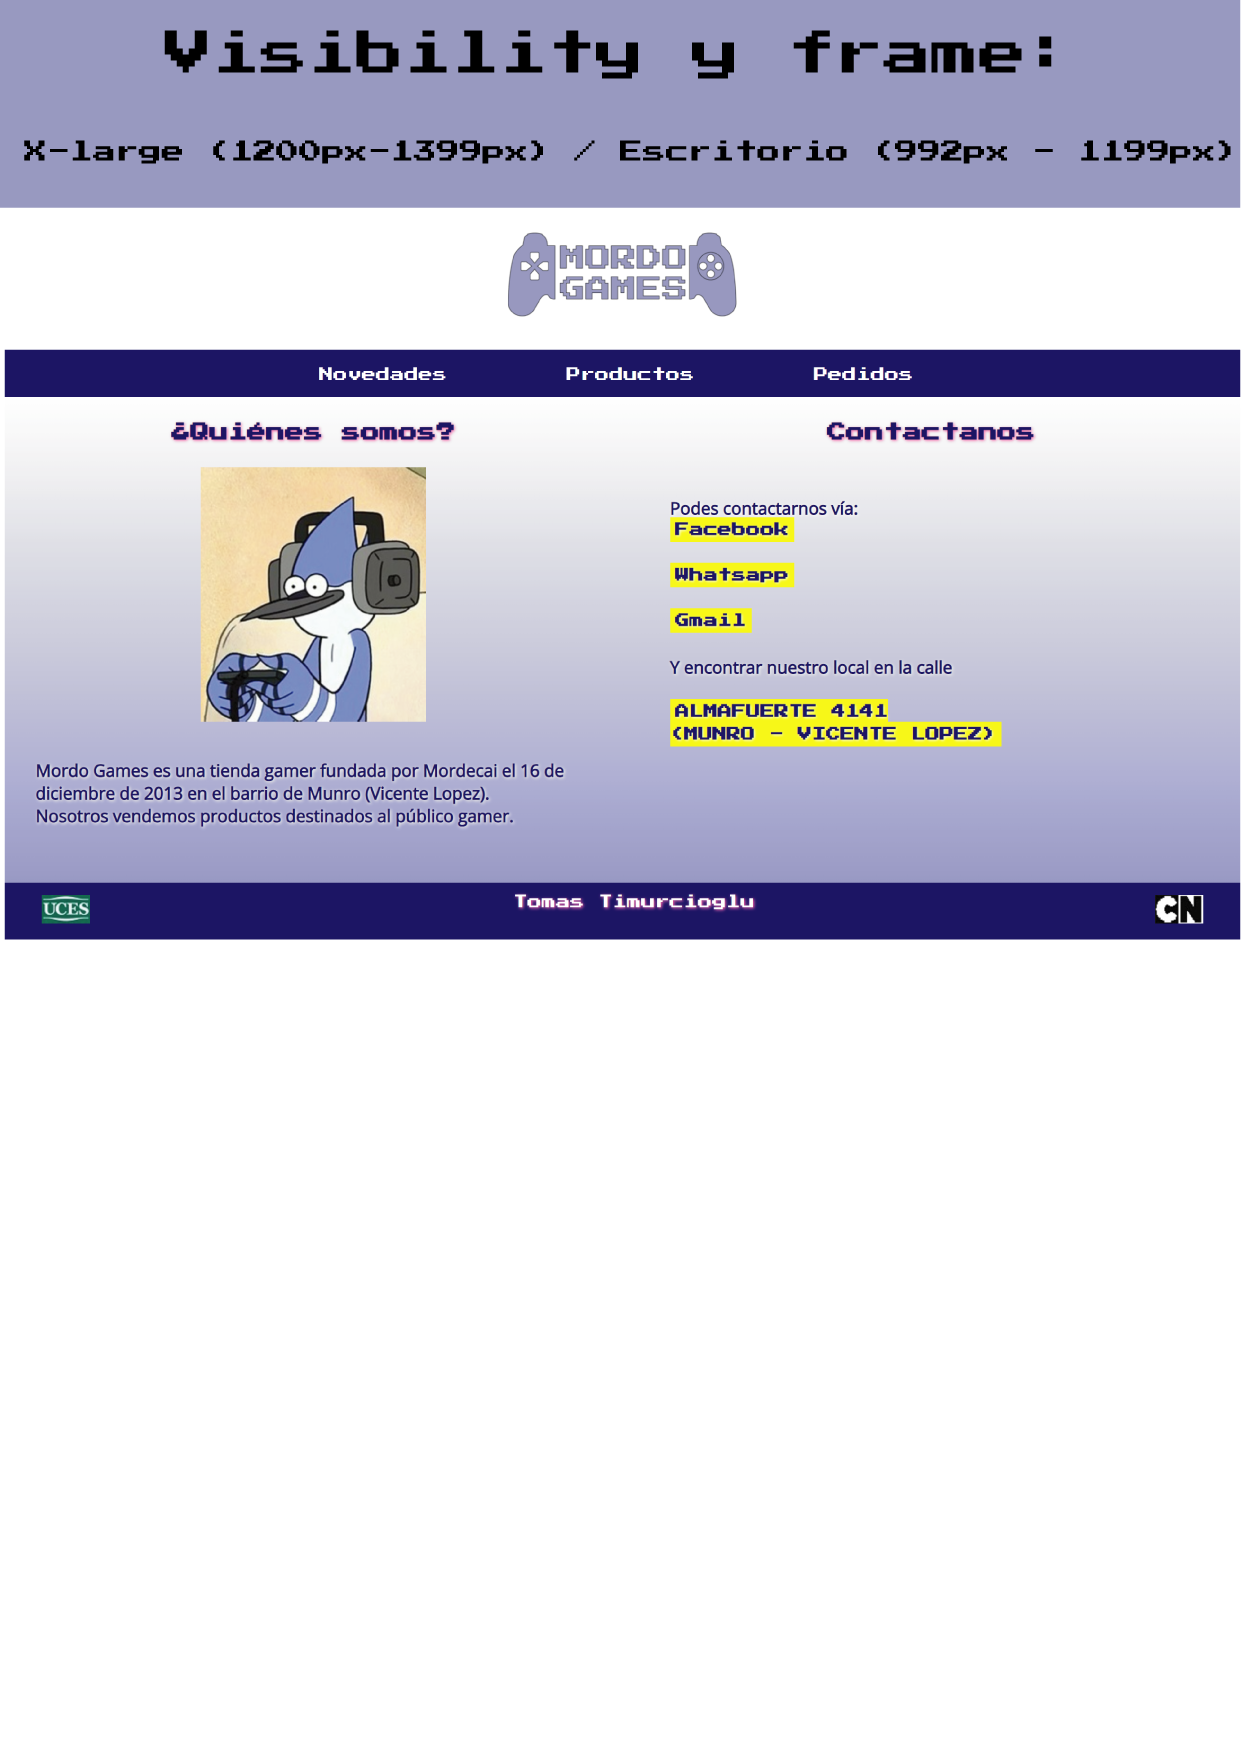 Visibility y frame:
X-large (1200px-1399px) / Escritorio (992px - 1199px)
MORDO
GAMES
Novedades Productos Pedidos
¿Quiénes somos?
Mordo Games es una tienda gamer fundada por Mordecai el 16 de
diciembre de 2013 en el barrio de Munro (Vicente Lopez).
Nosotros vendemos productos destinados al público gamer.
Contactanos
Podes contactarnos vía:
Facebook
Whatsapp
Gmail
Y encontrar nuestro local en la calle
ALMAFUERTE 4141
(MUNRO - VICENTE LOPEZ)
UCES
Tomas Timurcioglu
CN